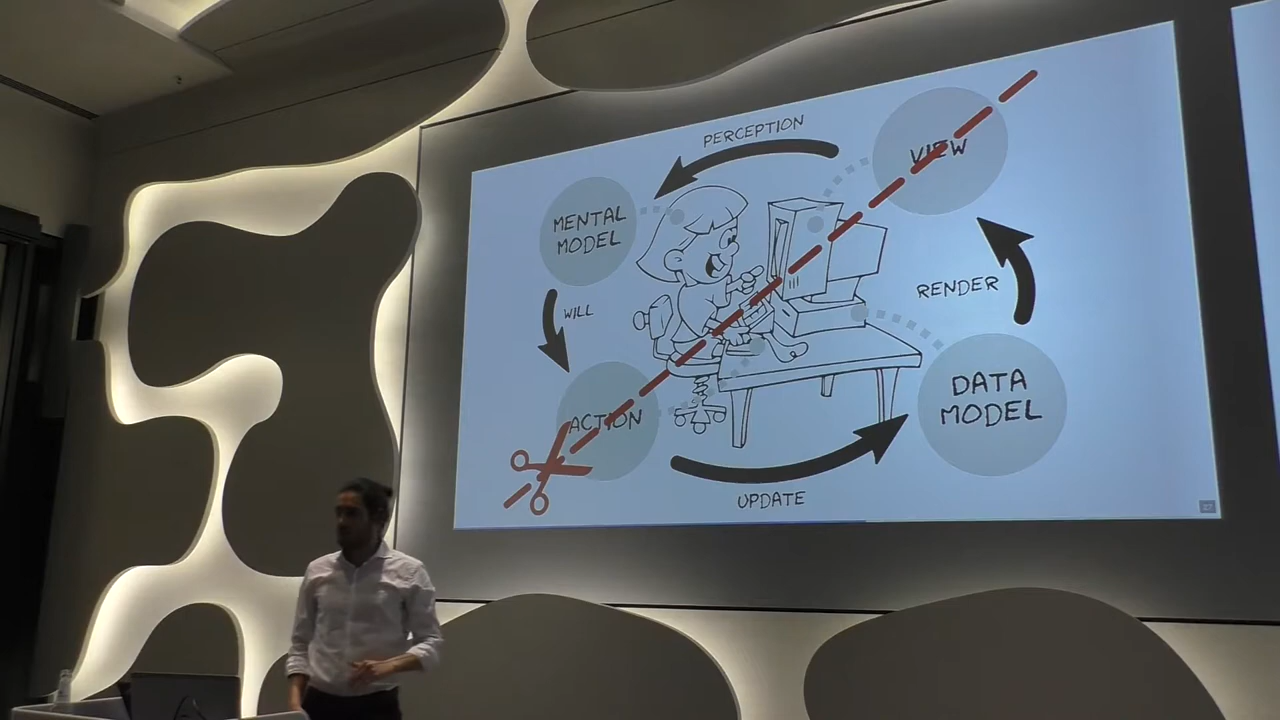 PERCEPTION
VIEW
MENTAL
MODEL
WILL
RENDER
DATA
MODEL
ACTION
UPDATE